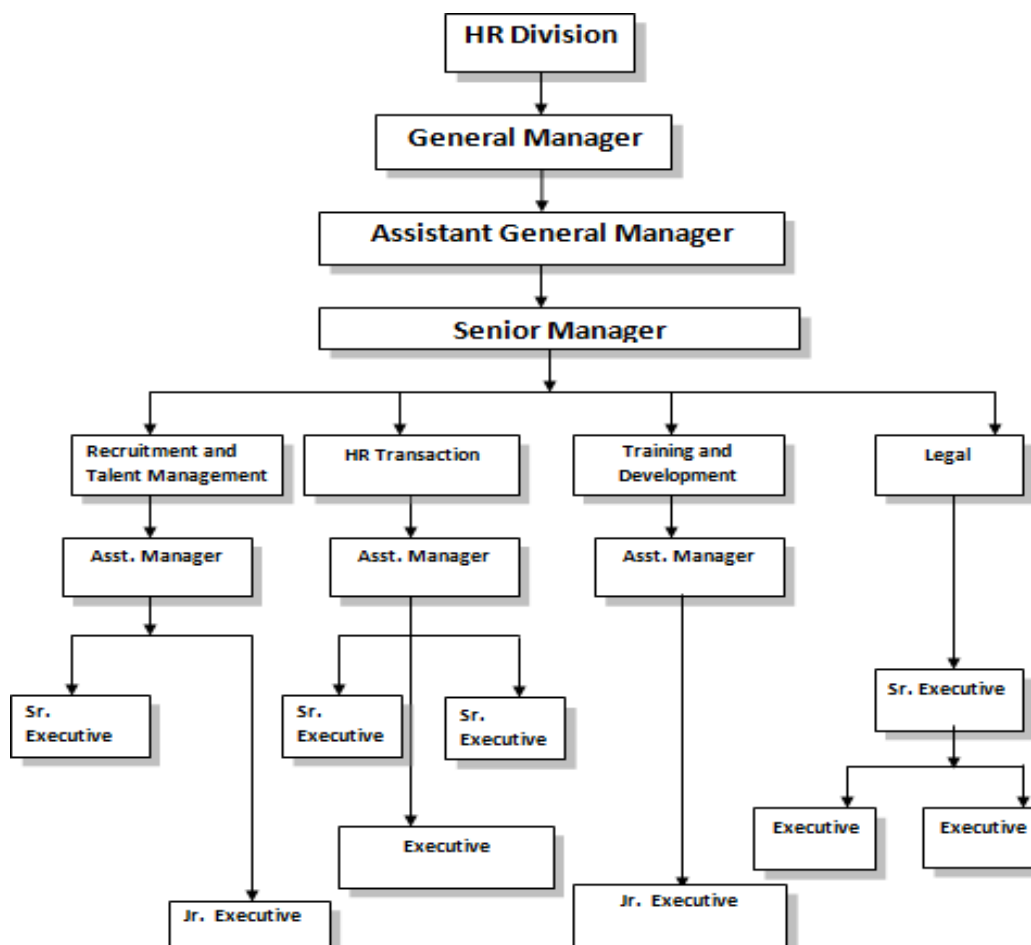 HR Division
General Manager
Assistant General Manager
Senior Manager
Recruitment and
Talent Management
HR Transaction
Training and
Development
Legal
Asst. Manager
Asst. Manager
Asst. Manager
Sr.
Executive
Sr.
Executive
Sr.
Executive
Sr. Executive
Executive
Executive
Executive
Jr. Executive
Jr. Executive